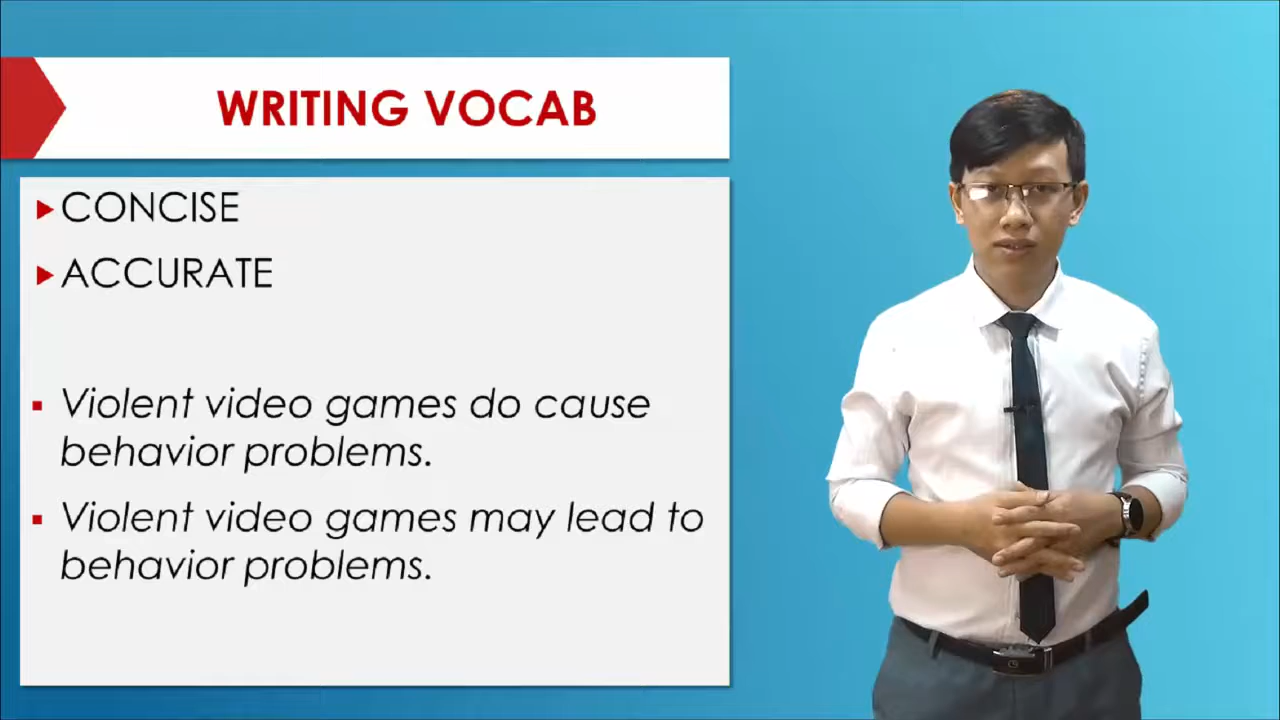 WRITING VOCAB
CONCISE
ACCURATE
Violent video games do cause
behavior problems.
Violent video games may lead to
behavior problems.